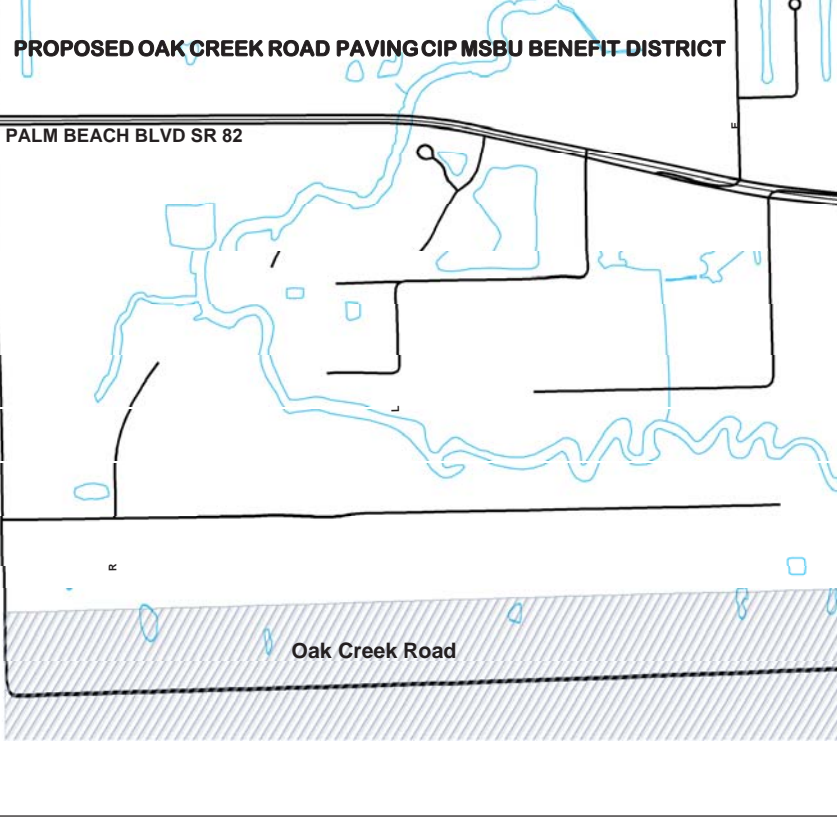 PROPOSED OAK CREEK ROAD PAVING CIP MSBU BENEFIT DISTRICT
PALM BEACH BLVD SR 82
E
L
R
Oak Creek Road